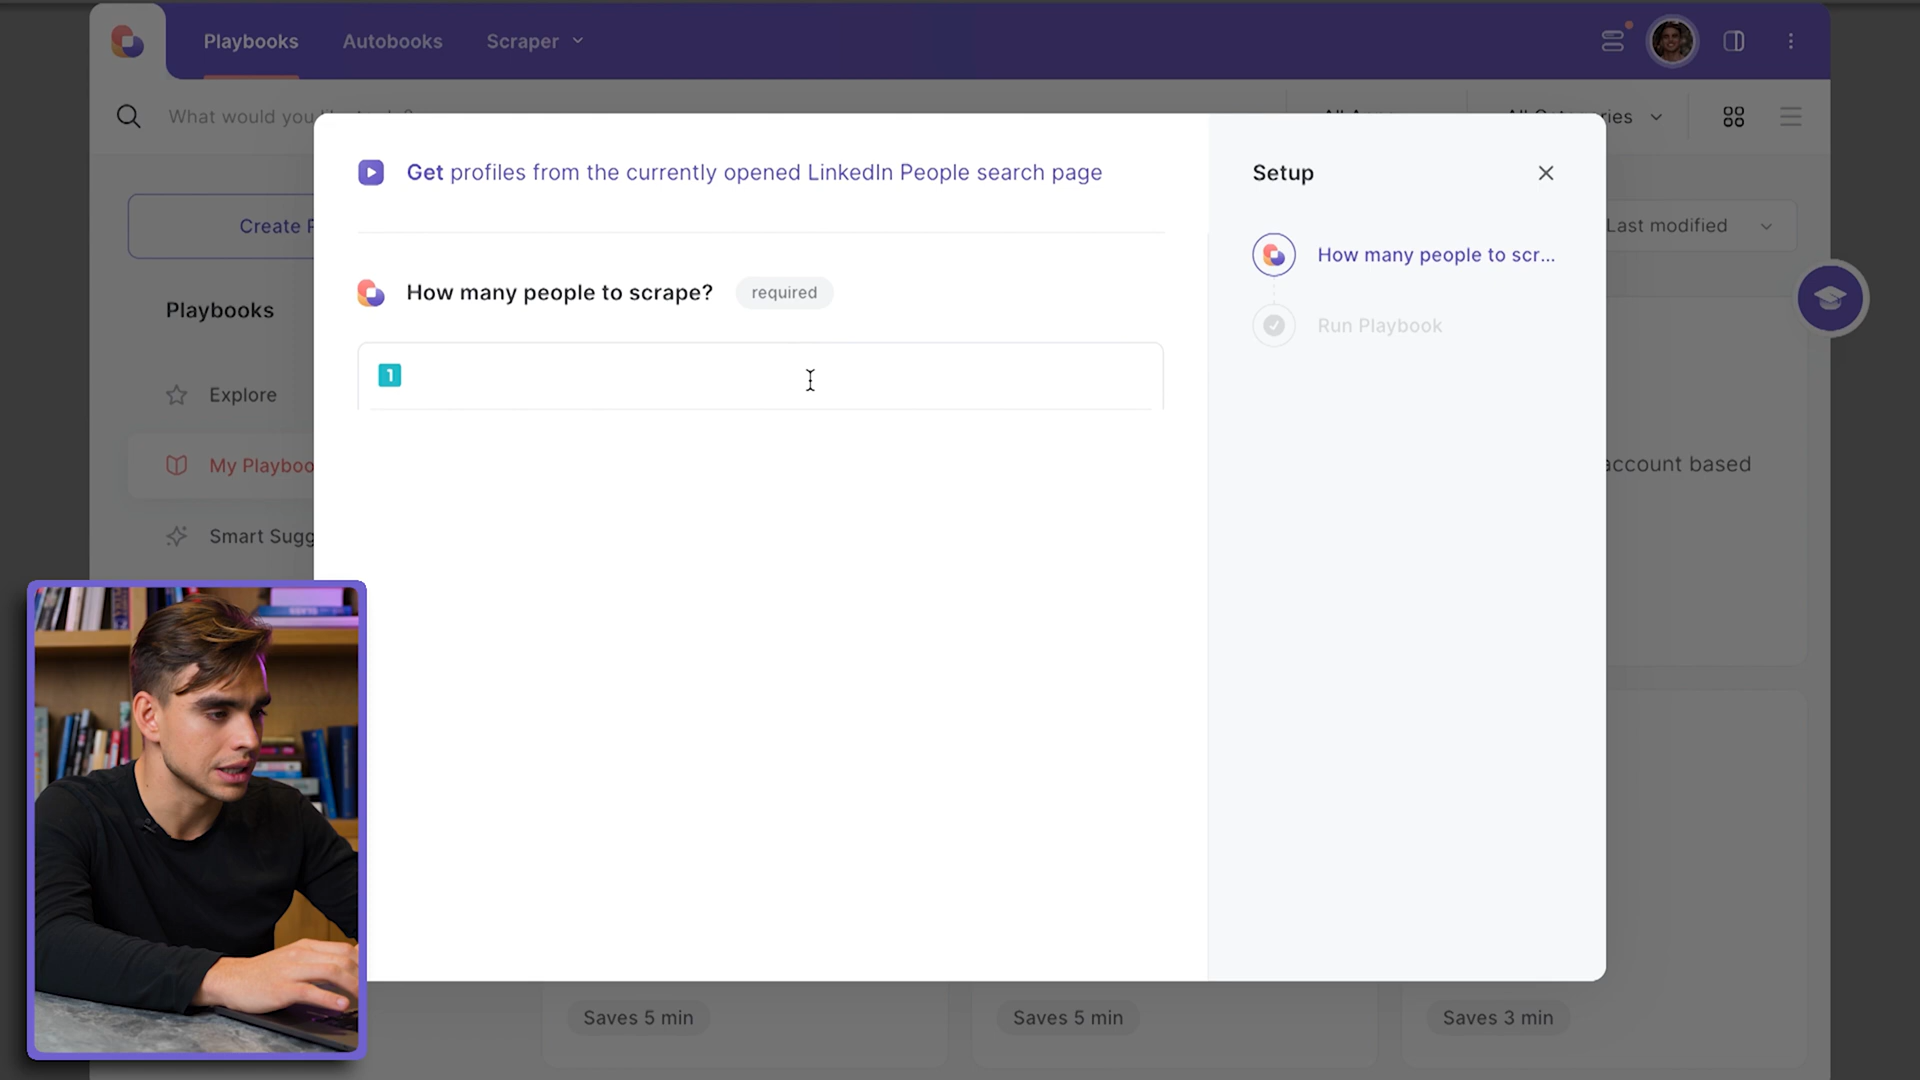 Playbooks
Autobooks
Scraper
What would you
ries
Get profiles from the currently opened LinkedIn People search page
Setup
Create
Last modified
How many people to scr...
How many people to scrape?
required
Playbooks
Run Playbook
1
Explore
My Playboo
account based
Smart Sugg
Saves 5 min
Saves 5 min
Saves 3 min